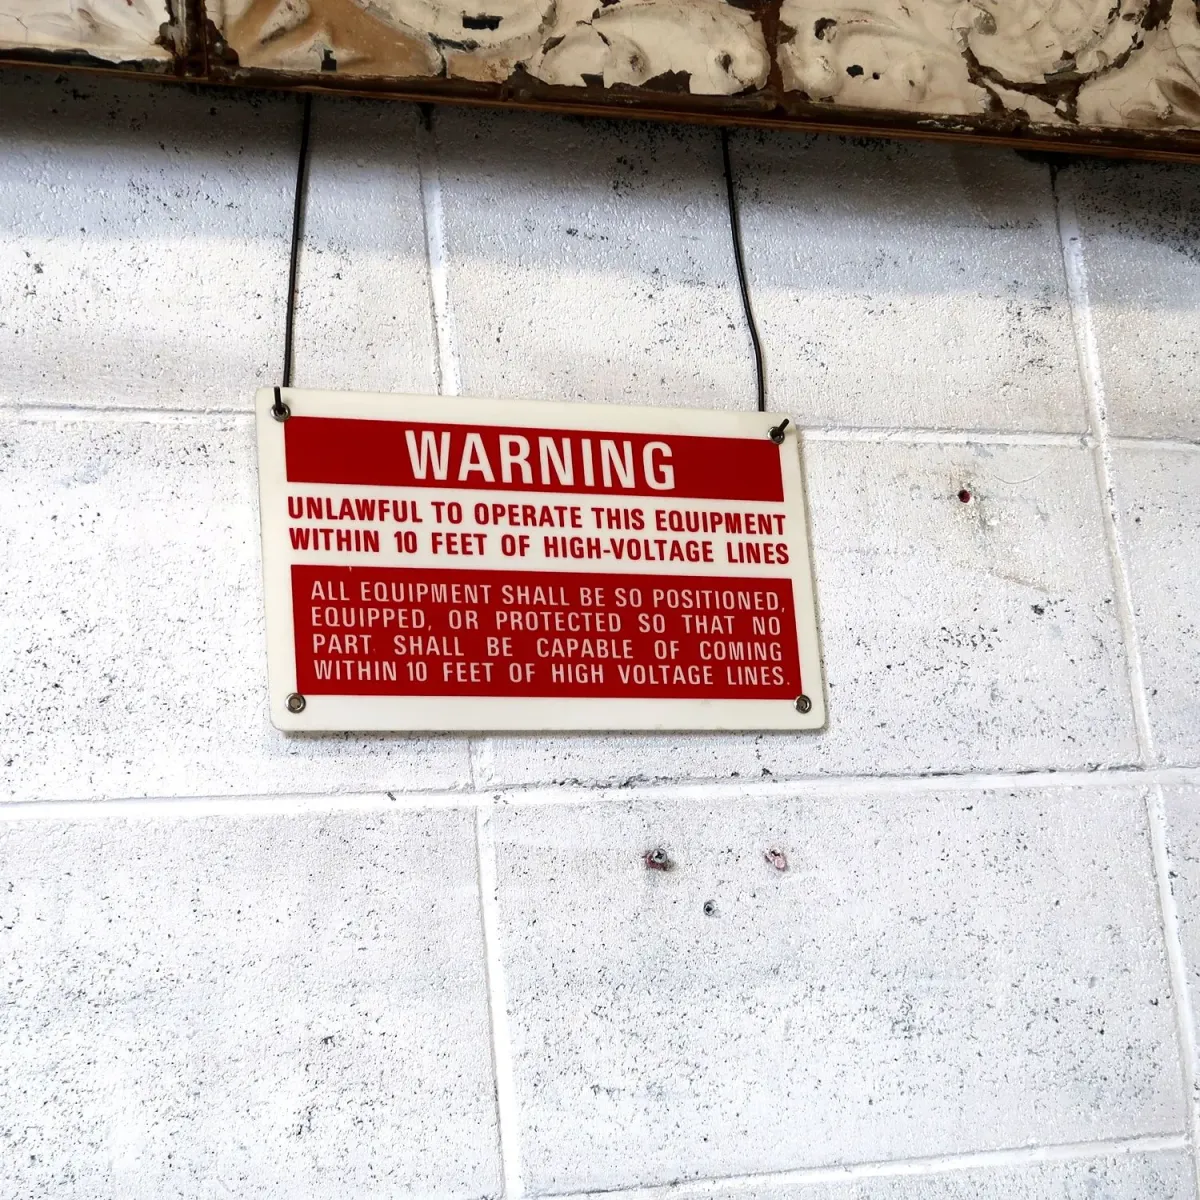 WARNING
UNLAWFUL TO OPERATE THIS EQUIPMENT
WITHIN 10 FEET OF HIGH-VOLTAGE LINES
ALL EQUIPMENT SHALL BE SO POSITIONED,
EQUIPPED, OR PROTECTED SO THAT NO
PART SHALL BE CAPABLE OF COMING
WITHIN 10 FEET OF HIGH VOLTAGE LINES.